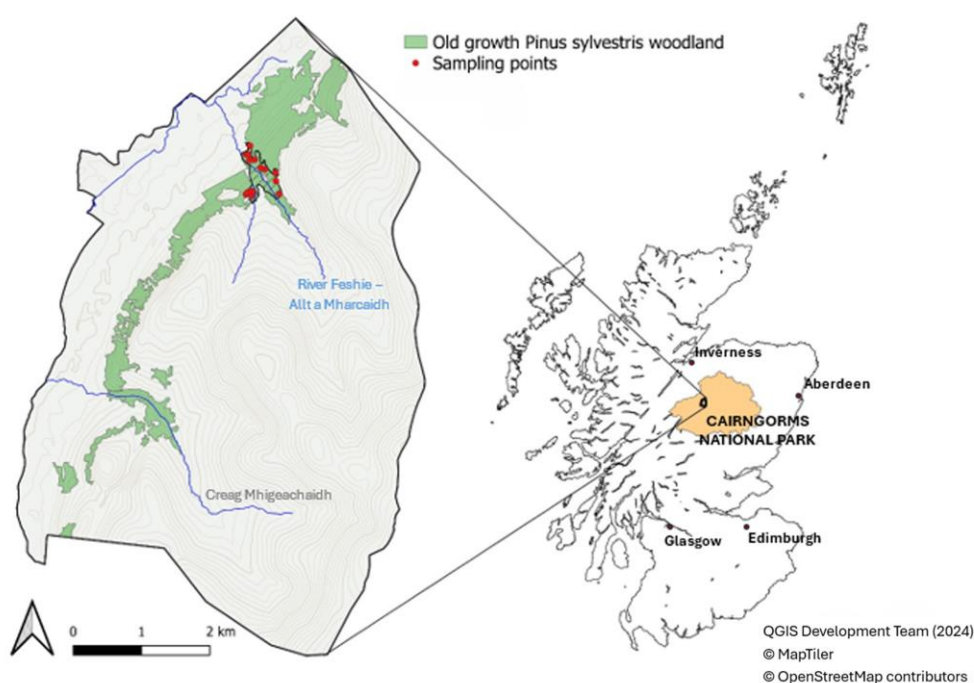 Old growth Pinus sylvestris woodland
Sampling points
River Feshie –
Allt a Mharcaidh
Creag Mhigeachaidh
Inverness
Aberdeen
CAIRNGORMS
NATIONAL PARK
Glasgow
Edinburgh
0 1 2 km
QGIS Development Team (2024)
© MapTiler
© OpenStreetMap contributors